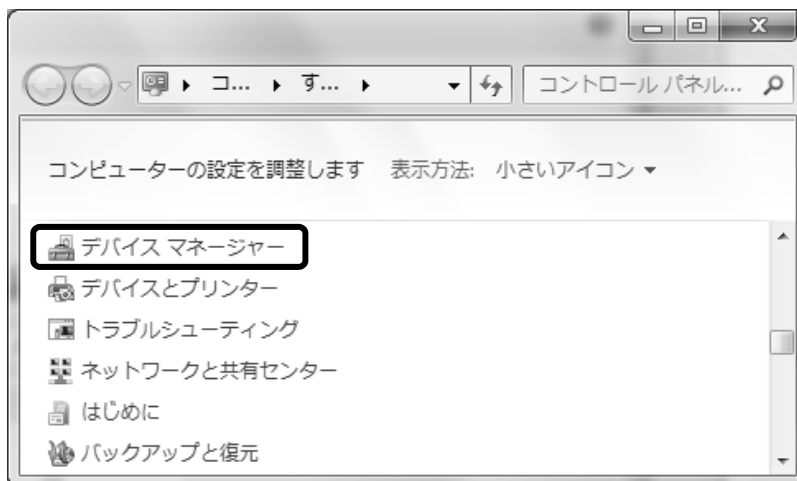 コ... す... コントロール パネル...
コンピューターの設定を調整します 表示方法: 小さいアイコン
デバイス マネージャー
デバイスとプリンター
トラブルシューティング
ネットワークと共有センター
はじめに
バックアップと復元